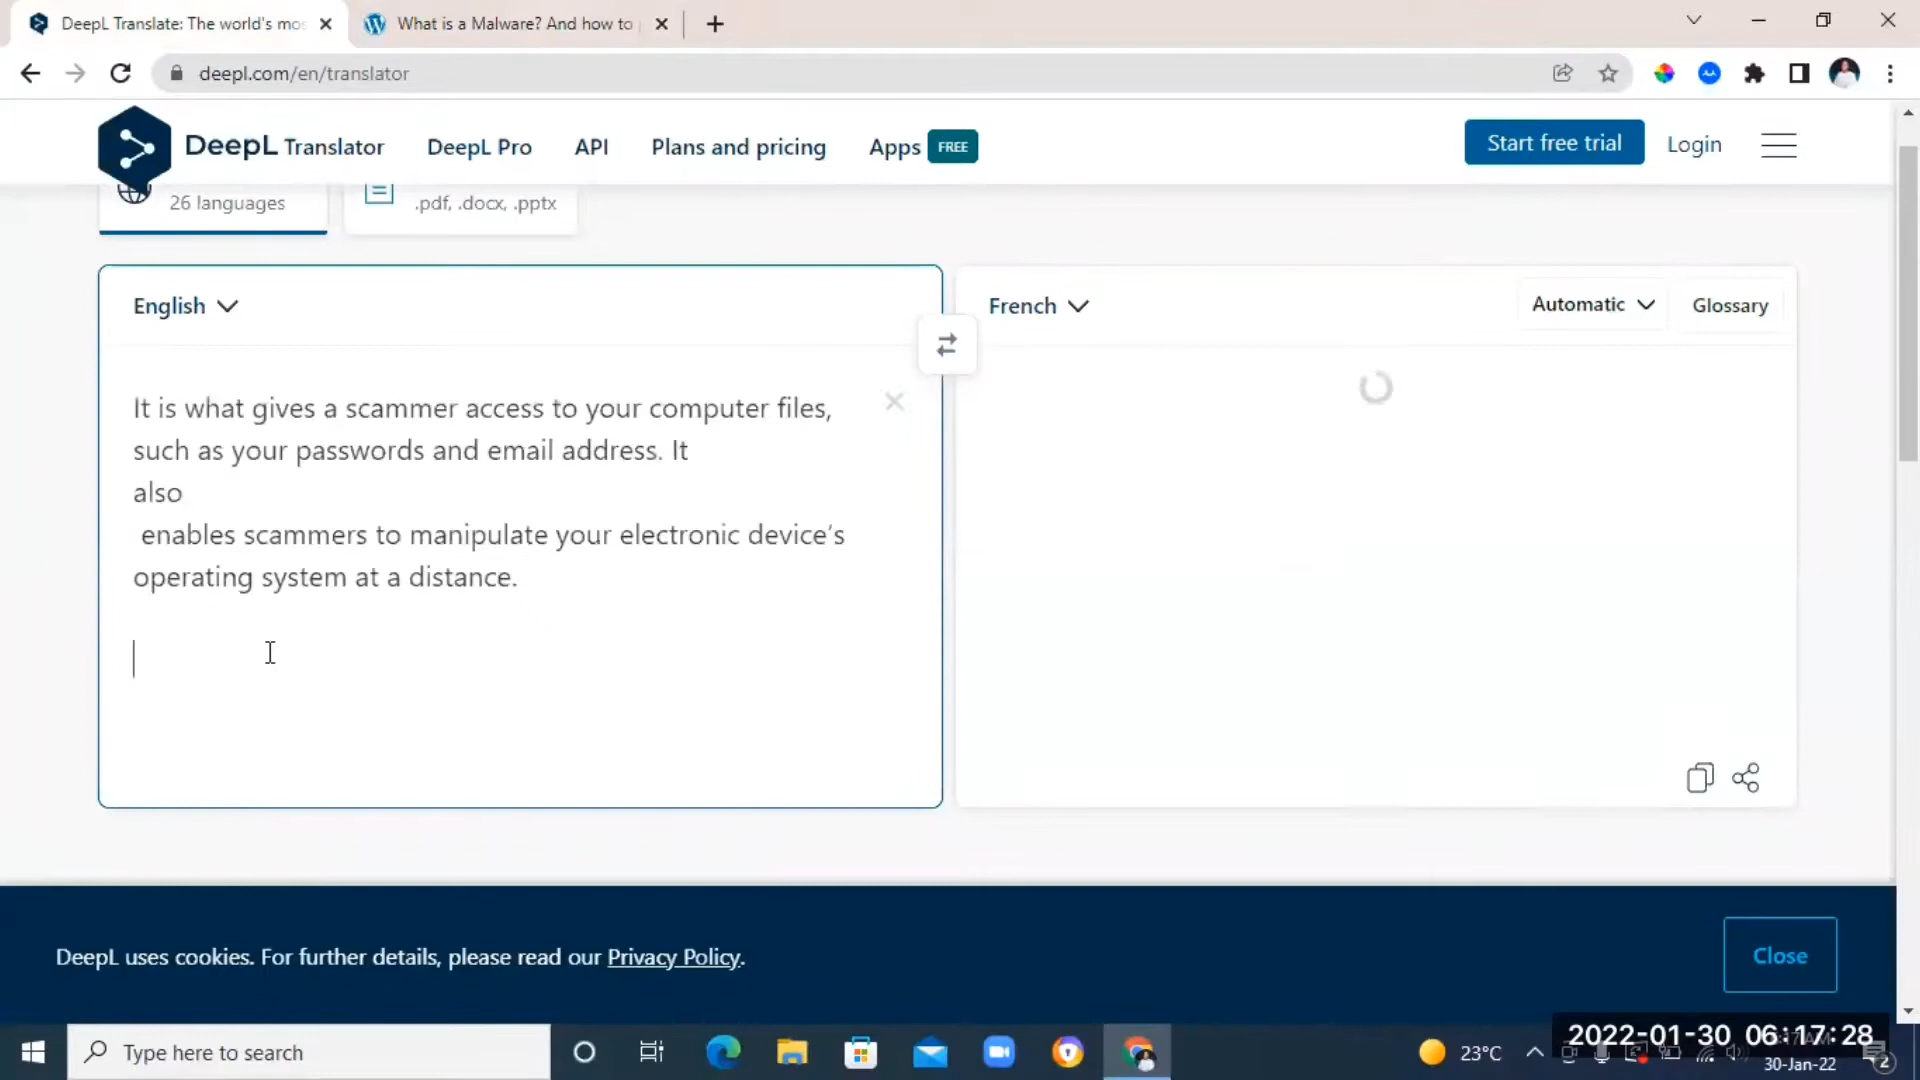 DeepL Translate: The world's mos
What is a Malware? And how to
deepl.com/en/translator
DeepL Translator
DeepL Pro
API
Plans and pricing
Apps FREE
Start free trial
Login
26 languages
.pdf, .docx, .pptx
English
French
Automatic
Glossary
It is what gives a scammer access to your computer files,
such as your passwords and email address. It
also
enables scammers to manipulate your electronic device's
operating system at a distance.
DeepL uses cookies. For further details, please read our Privacy Policy.
Close
Type here to search
23°C
2022-01-30 06:17:28
30-Jan-22
2